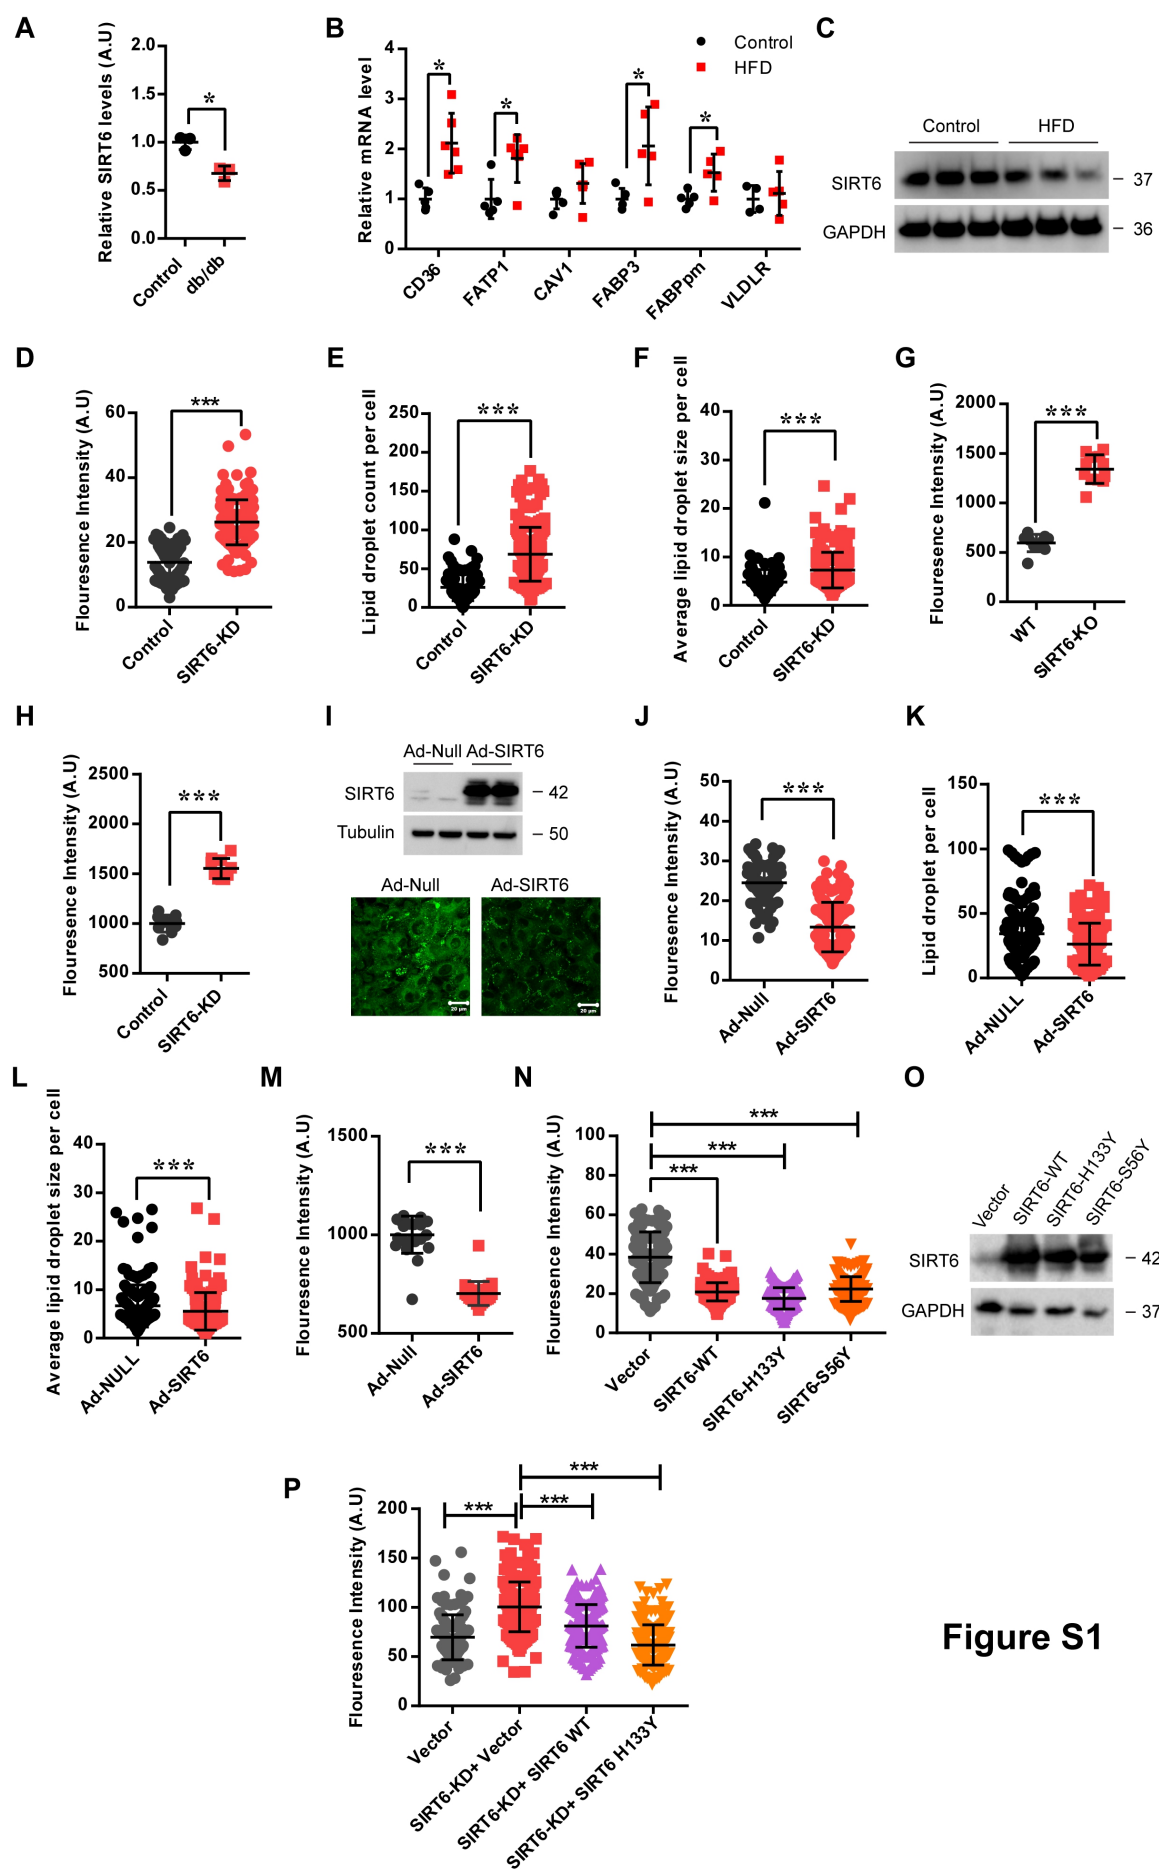 A
Relative SIRT6 levels (A.U)
2.0
1.5
1.0
0.5
0.0
*
Control
db/db
B
Relative mRNA level
4
3
2
1
0
*
*
*
*
Control
HFD
CD36
FATP1
CAV1
FABP3
FABPpm
VLDLR
C
Control
HFD
SIRT6
– 37
GAPDH
– 36
D
Flouresence Intensity (A.U)
60
40
20
0
***
Control
SIRT6-KD
E
Lipid droplet count per cell
250
200
150
100
50
0
***
Control
SIRT6-KD
F
Average lipid droplet size per cell
40
30
20
10
0
***
Control
SIRT6-KD
G
Flouresence Intensity (A.U)
2000
1500
1000
500
0
***
WT
SIRT6-KO
H
Flouresence Intensity (A.U)
2500
2000
1500
1000
500
***
Control
SIRT6-KD
I
Ad-Null Ad-SIRT6
SIRT6
– 42
Tubulin
– 50
Ad-Null
Ad-SIRT6
20 µm
20 µm
J
Flouresence Intensity (A.U)
50
40
30
20
10
0
***
Ad-Null
Ad-SIRT6
K
Lipid droplet per cell
150
100
50
0
***
Ad-NULL
Ad-SIRT6
L
Average lipid droplet size per cell
40
30
20
10
0
***
Ad-NULL
Ad-SIRT6
M
Flouresence Intensity (A.U)
1500
1000
500
***
Ad-Null
Ad-SIRT6
N
Flouresence Intensity (A.U)
100
80
60
40
20
0
***
***
***
Vector
SIRT6-WT
SIRT6-H133Y
SIRT6-S56Y
O
Vector
SIRT6-WT
SIRT6-H133Y
SIRT6-S56Y
SIRT6
– 42
GAPDH
– 37
P
Flouresence Intensity (A.U)
200
150
100
50
0
***
***
***
Vector
SIRT6-KD+ Vector
SIRT6-KD+ SIRT6 WT
SIRT6-KD+ SIRT6 H133Y
Figure S1